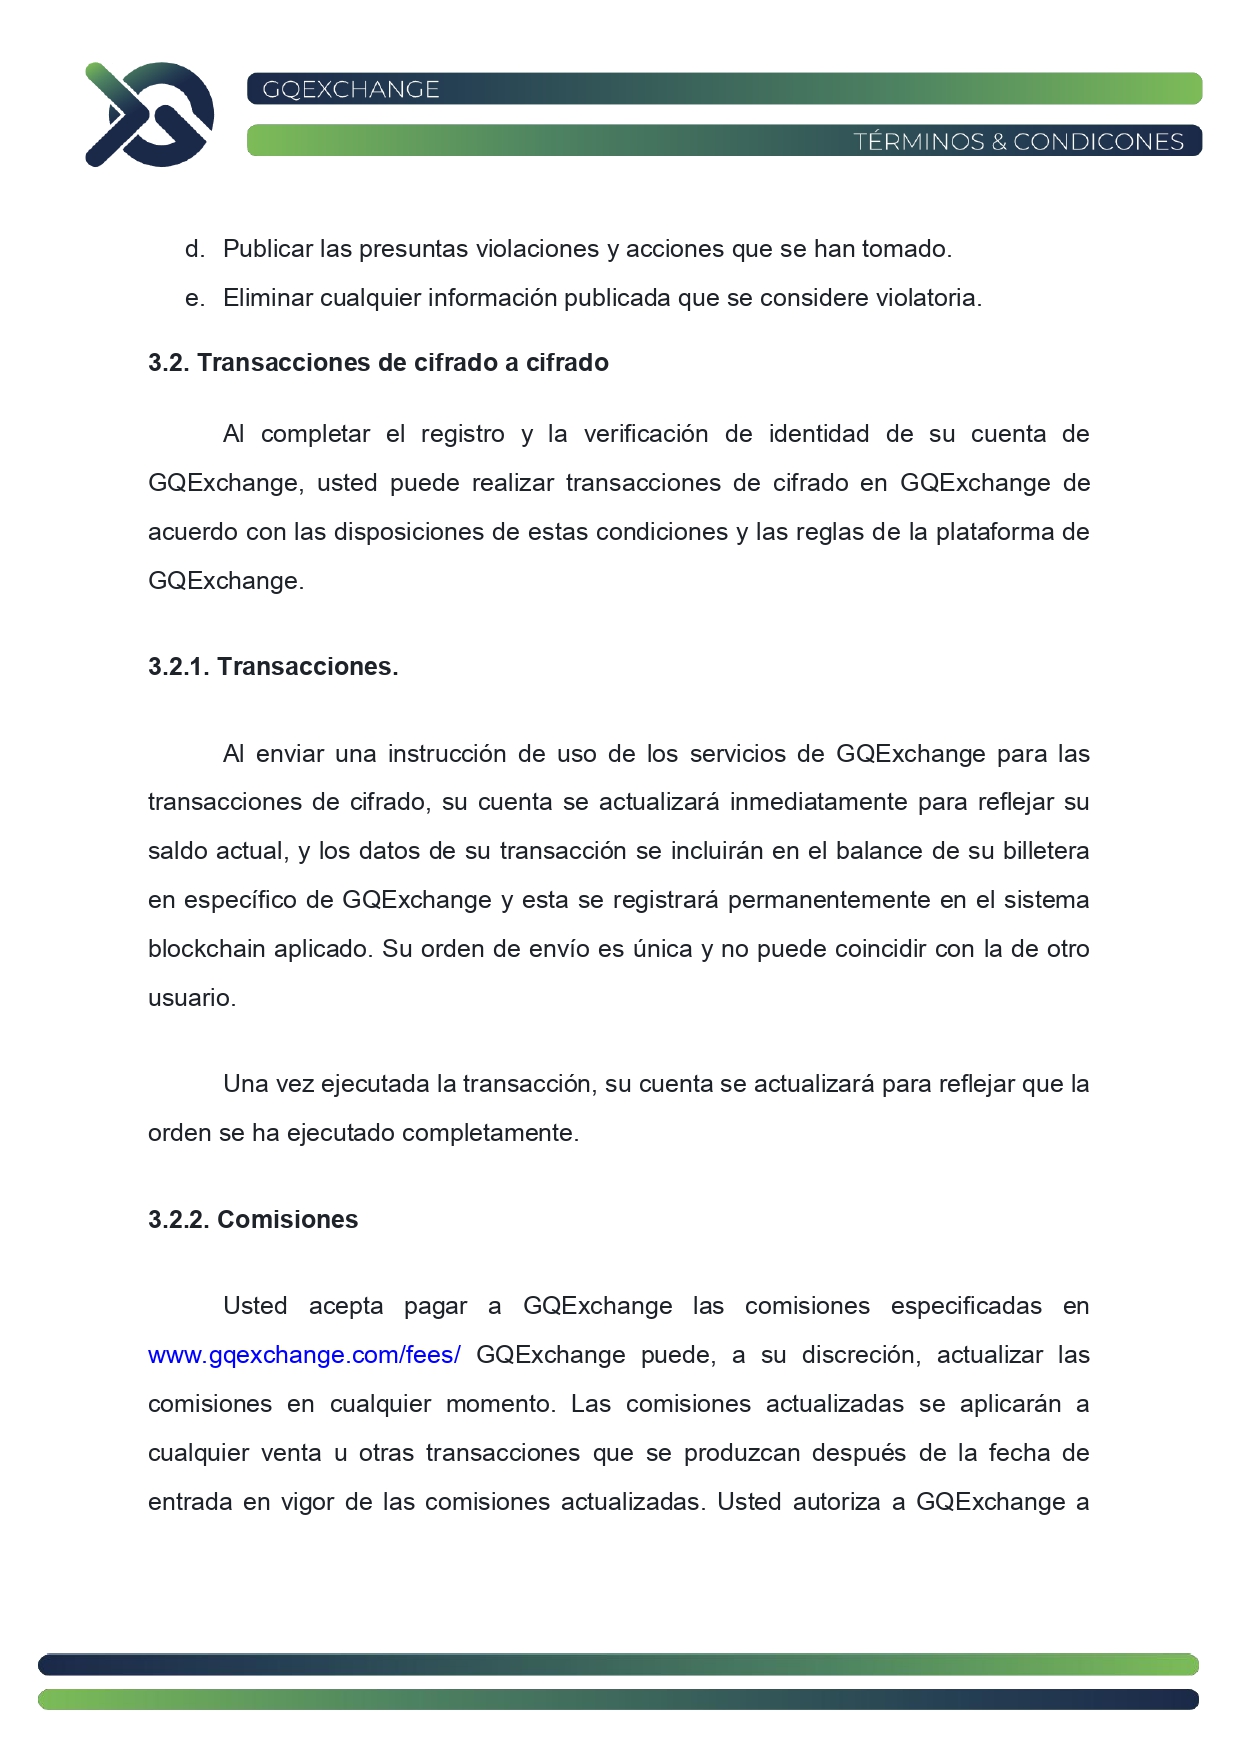 GQEXCHANGE
TÉRMINOS & CONDICONES
d. Publicar las presuntas violaciones y acciones que se han tomado.
e. Eliminar cualquier información publicada que se considere violatoria.
3.2. Transacciones de cifrado a cifrado
Al completar el registro y la verificación de identidad de su cuenta de
GQExchange, usted puede realizar transacciones de cifrado en GQExchange de
acuerdo con las disposiciones de estas condiciones y las reglas de la plataforma de
GQExchange.
3.2.1. Transacciones.
Al enviar una instrucción de uso de los servicios de GQExchange para las
transacciones de cifrado, su cuenta se actualizará inmediatamente para reflejar su
saldo actual, y los datos de su transacción se incluirán en el balance de su billetera
en específico de GQExchange y esta se registrará permanentemente en el sistema
blockchain aplicado. Su orden de envío es única y no puede coincidir con la de otro
usuario.
Una vez ejecutada la transacción, su cuenta se actualizará para reflejar que la
orden se ha ejecutado completamente.
3.2.2. Comisiones
Usted acepta pagar a GQExchange las comisiones especificadas en
www.gqexchange.com/fees/ GQExchange puede, a su discreción, actualizar las
comisiones en cualquier momento. Las comisiones actualizadas se aplicarán a
cualquier venta u otras transacciones que se produzcan después de la fecha de
entrada en vigor de las comisiones actualizadas. Usted autoriza a GQExchange a